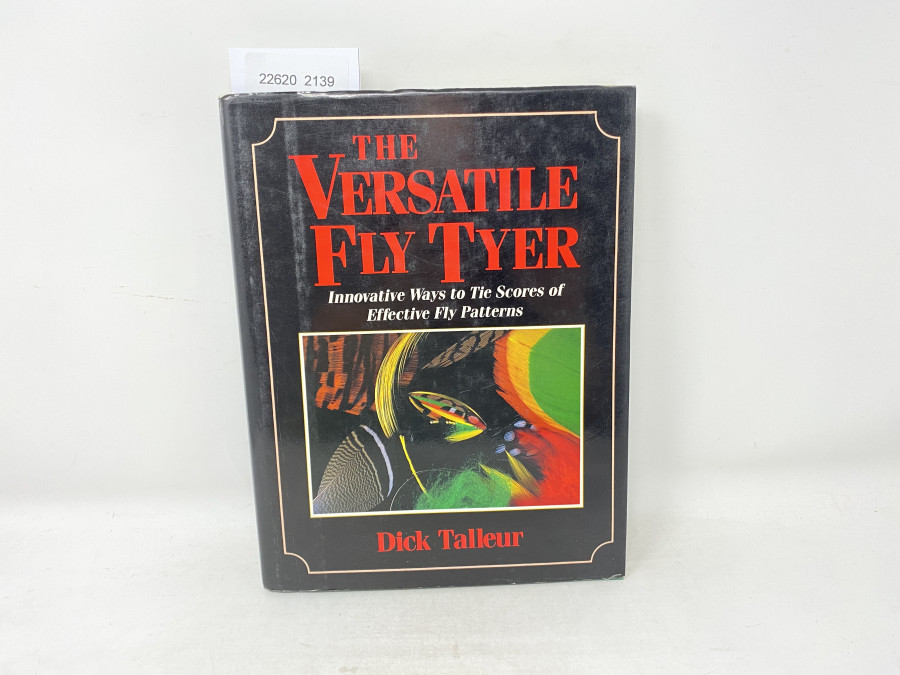 22620 2139
THE
VERSATILE
FLY TYER
Innovative Ways to Tie Scores of
Effective Fly Patterns
Dick Talleur